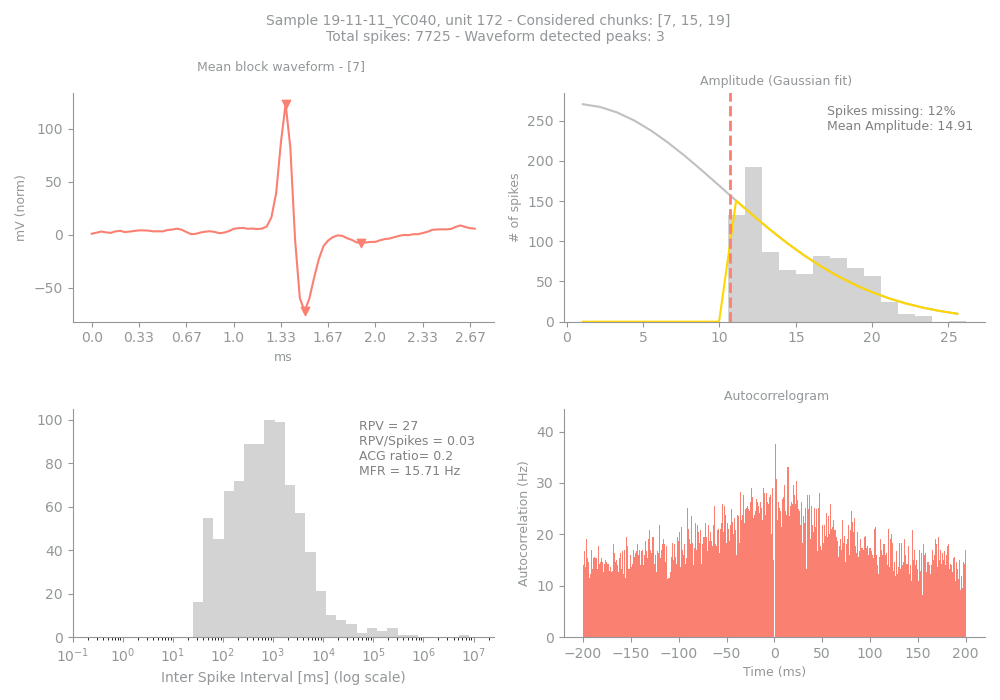 Sample 19-11-11_YC040, unit 172 - Considered chunks: [7, 15, 19]
Total spikes: 7725 - Waveform detected peaks: 3
Mean block waveform - [7]
mV (norm)
100
50
0
−50
0.0 0.33 0.67 1.0 1.33 1.67 2.0 2.33 2.67
ms
Amplitude (Gaussian fit)
Spikes missing: 12%
Mean Amplitude: 14.91
# of spikes
250
200
150
100
50
0
0 5 10 15 20 25
RPV = 27
RPV/Spikes = 0.03
ACG ratio= 0.2
MFR = 15.71 Hz
100
80
60
40
20
0
10⁻¹ 10⁰ 10¹ 10² 10³ 10⁴ 10⁵ 10⁶ 10⁷
Inter Spike Interval [ms] (log scale)
Autocorrelogram
Autocorrelation (Hz)
40
30
20
10
0
−200 −150 −100 −50 0 50 100 150 200
Time (ms)